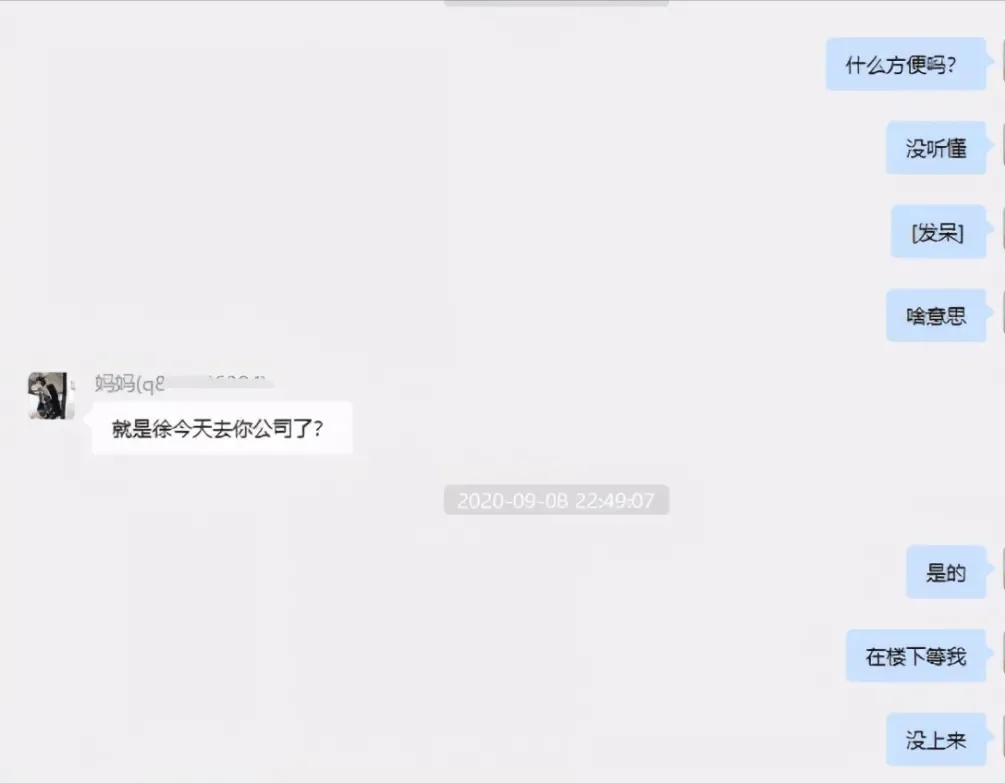 什么方便吗?
没听懂
[发呆]
啥意思
妈妈(q8
就是徐今天去你公司了?
2020-09-08 22:49:07
是的
在楼下等我
没上来